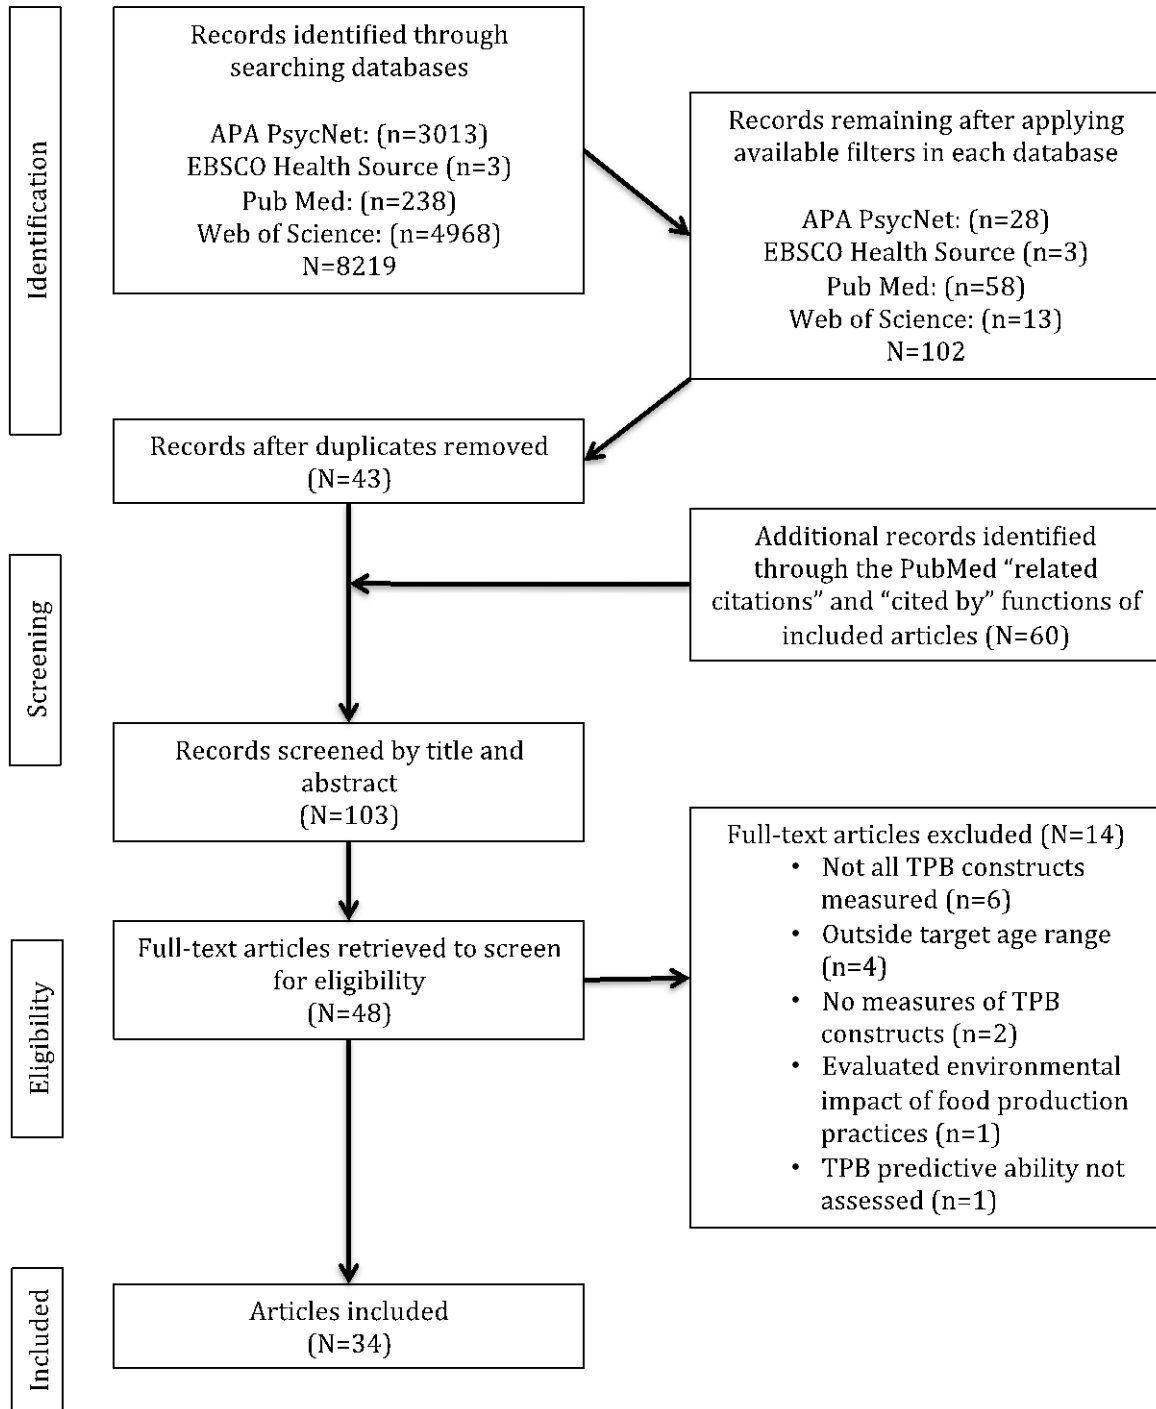 Identification
Records identified through
searching databases
APA PsycNet: (n=3013)
EBSCO Health Source (n=3)
Pub Med: (n=238)
Web of Science: (n=4968)
N=8219
Records remaining after applying
available filters in each database
APA PsycNet: (n=28)
EBSCO Health Source (n=3)
Pub Med: (n=58)
Web of Science: (n=13)
N=102
Records after duplicates removed
(N=43)
Screening
Additional records identified
through the PubMed “related
citations” and “cited by” functions of
included articles (N=60)
Records screened by title and
abstract
(N=103)
Eligibility
Full-text articles retrieved to screen
for eligibility
(N=48)
Full-text articles excluded (N=14)
• Not all TPB constructs
measured (n=6)
• Outside target age range
(n=4)
• No measures of TPB
constructs (n=2)
• Evaluated environmental
impact of food production
practices (n=1)
• TPB predictive ability not
assessed (n=1)
Included
Articles included
(N=34)